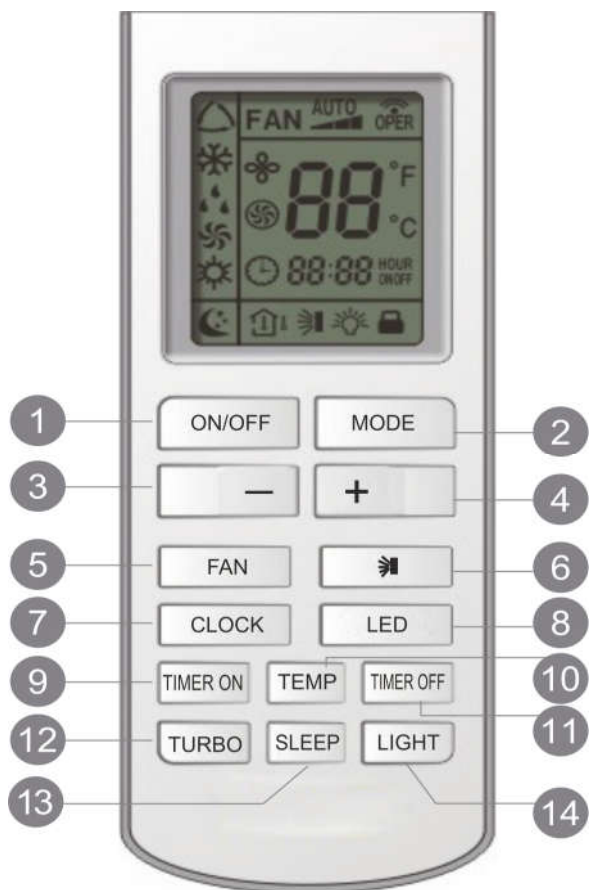 AUTO
FAN OPER
88 °F
°C
88:88 HOUR
ON OFF
1 ON/OFF MODE 2
3 − + 4
5 FAN 6
7 CLOCK LED 8
9 TIMER ON TEMP TIMER OFF 10
11
12 TURBO SLEEP LIGHT
13 14